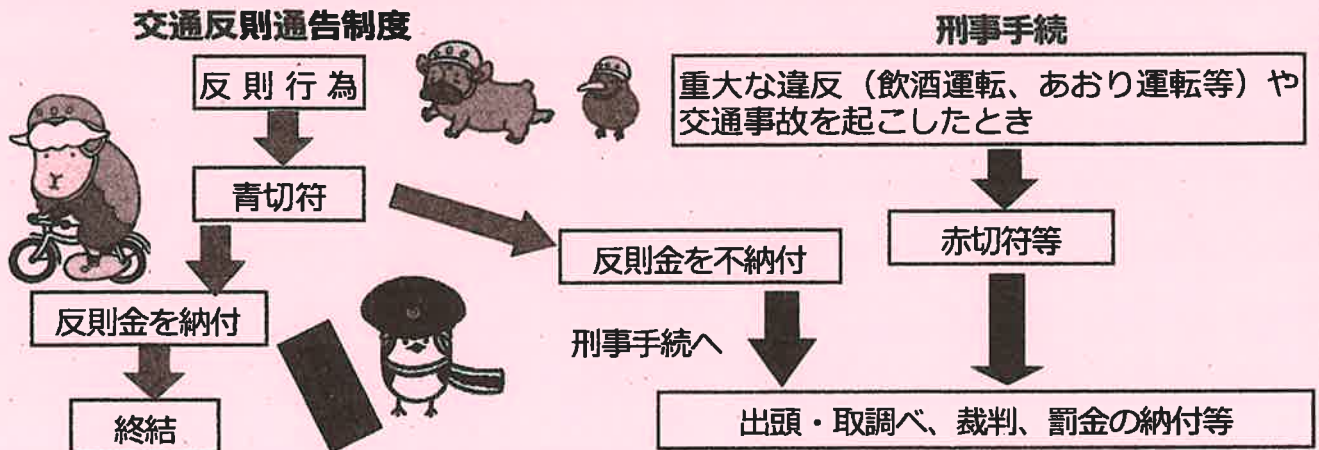 交通反則通告制度
反則行為
青切符
反則金を納付
終結
反則金を不納付
刑事手続へ
刑事手続
重大な違反（飲酒運転、あおり運転等）や
交通事故を起こしたとき
赤切符等
出頭・取調べ、裁判、罰金の納付等